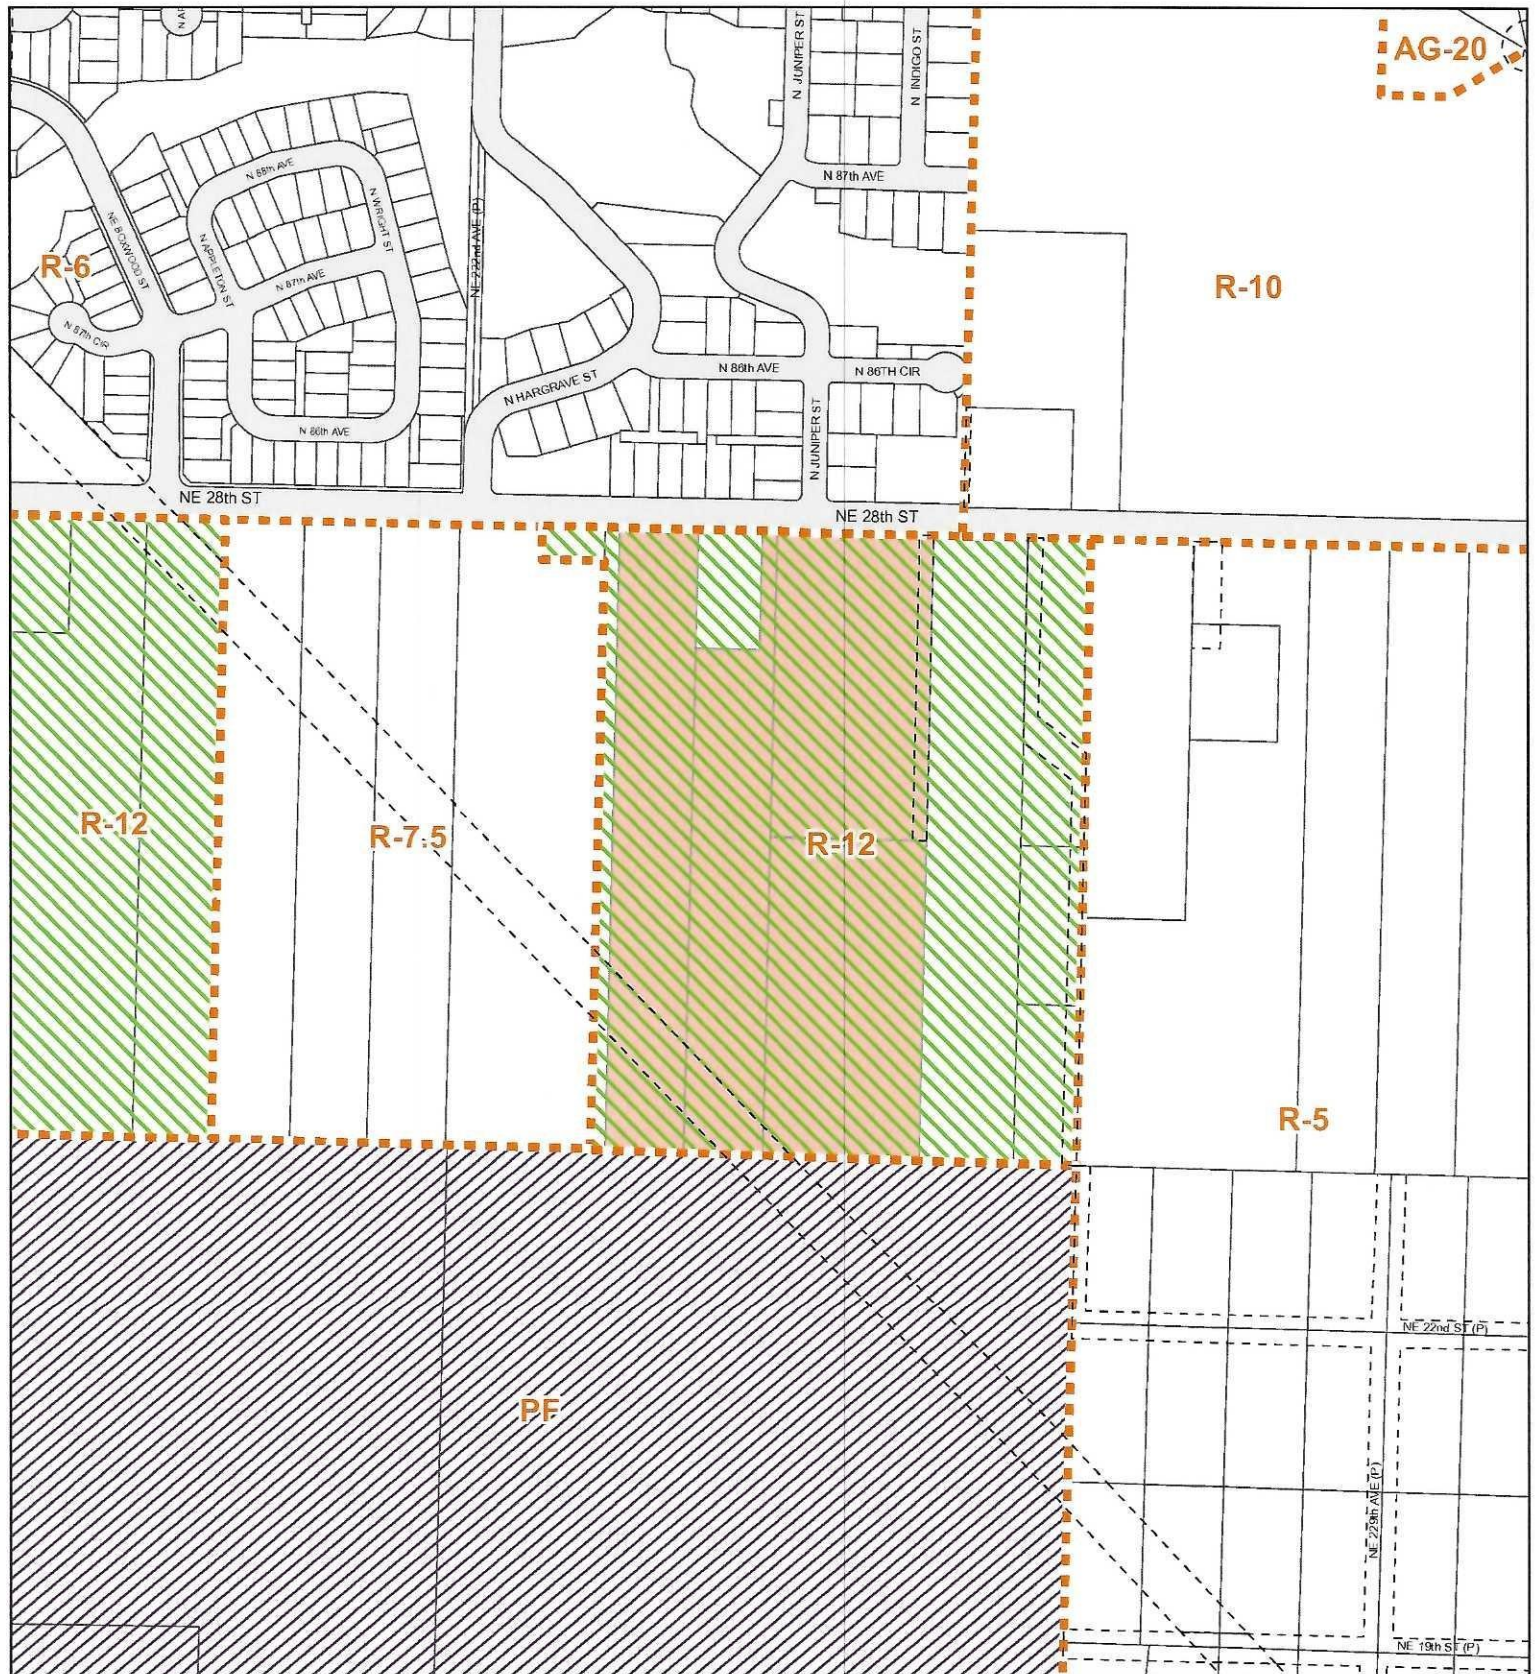 N AP
N JUNIPER ST
N INDIGO ST
AG-20
N 88th AVE
N 87th AVE
N WRIGHT ST
NE BOXWOOD ST
NE 222nd AVE (P)
R-6
N APPLETON ST
N 87th AVE
R-10
N 87th CIR
N HARGRAVE ST
N 86th AVE
N 86TH CIR
N 86th AVE
N JUNIPER ST
NE 28th ST
NE 28th ST
R-12
R-7.5
R-12
R-5
NE 22nd ST (P)
PF
NE 229th AVE (P)
NE 19th ST (P)